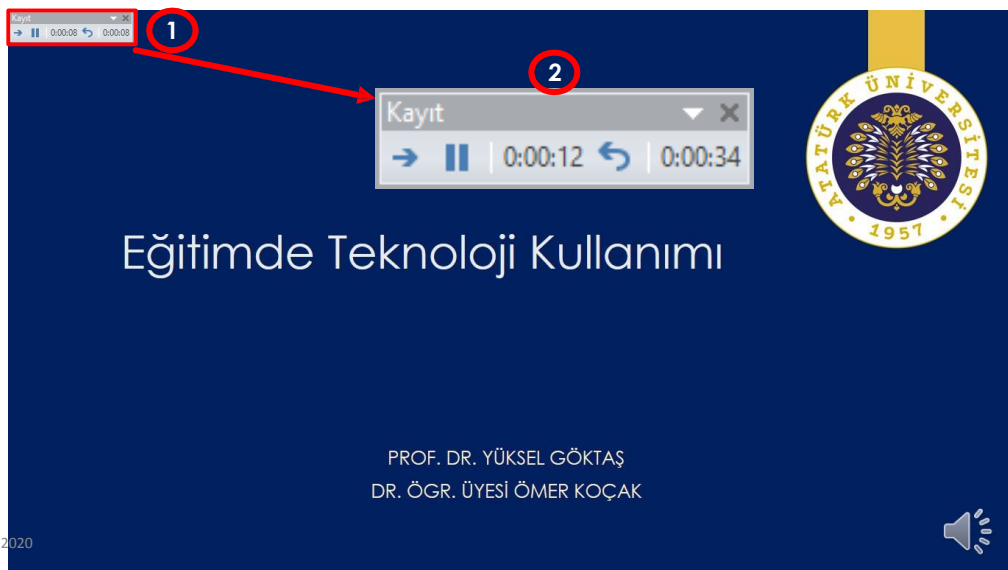 Kayıt
0:00:08 0:00:08
1
2
Kayıt
0:00:12 0:00:34
ATATÜRK ÜNİVERSİTESİ
1957
Eğitimde Teknoloji Kullanımı
PROF. DR. YÜKSEL GÖKTAŞ
DR. ÖGR. ÜYESİ ÖMER KOÇAK
2020